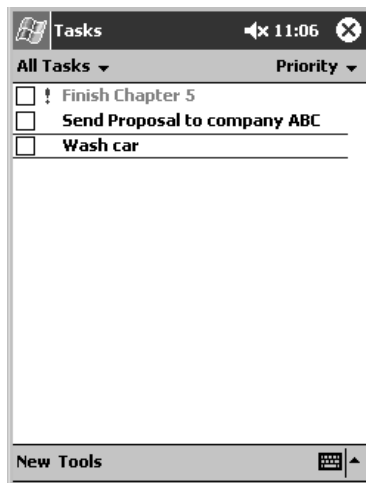 Tasks 11:06
All Tasks Priority
! Finish Chapter 5
Send Proposal to company ABC
Wash car
New Tools